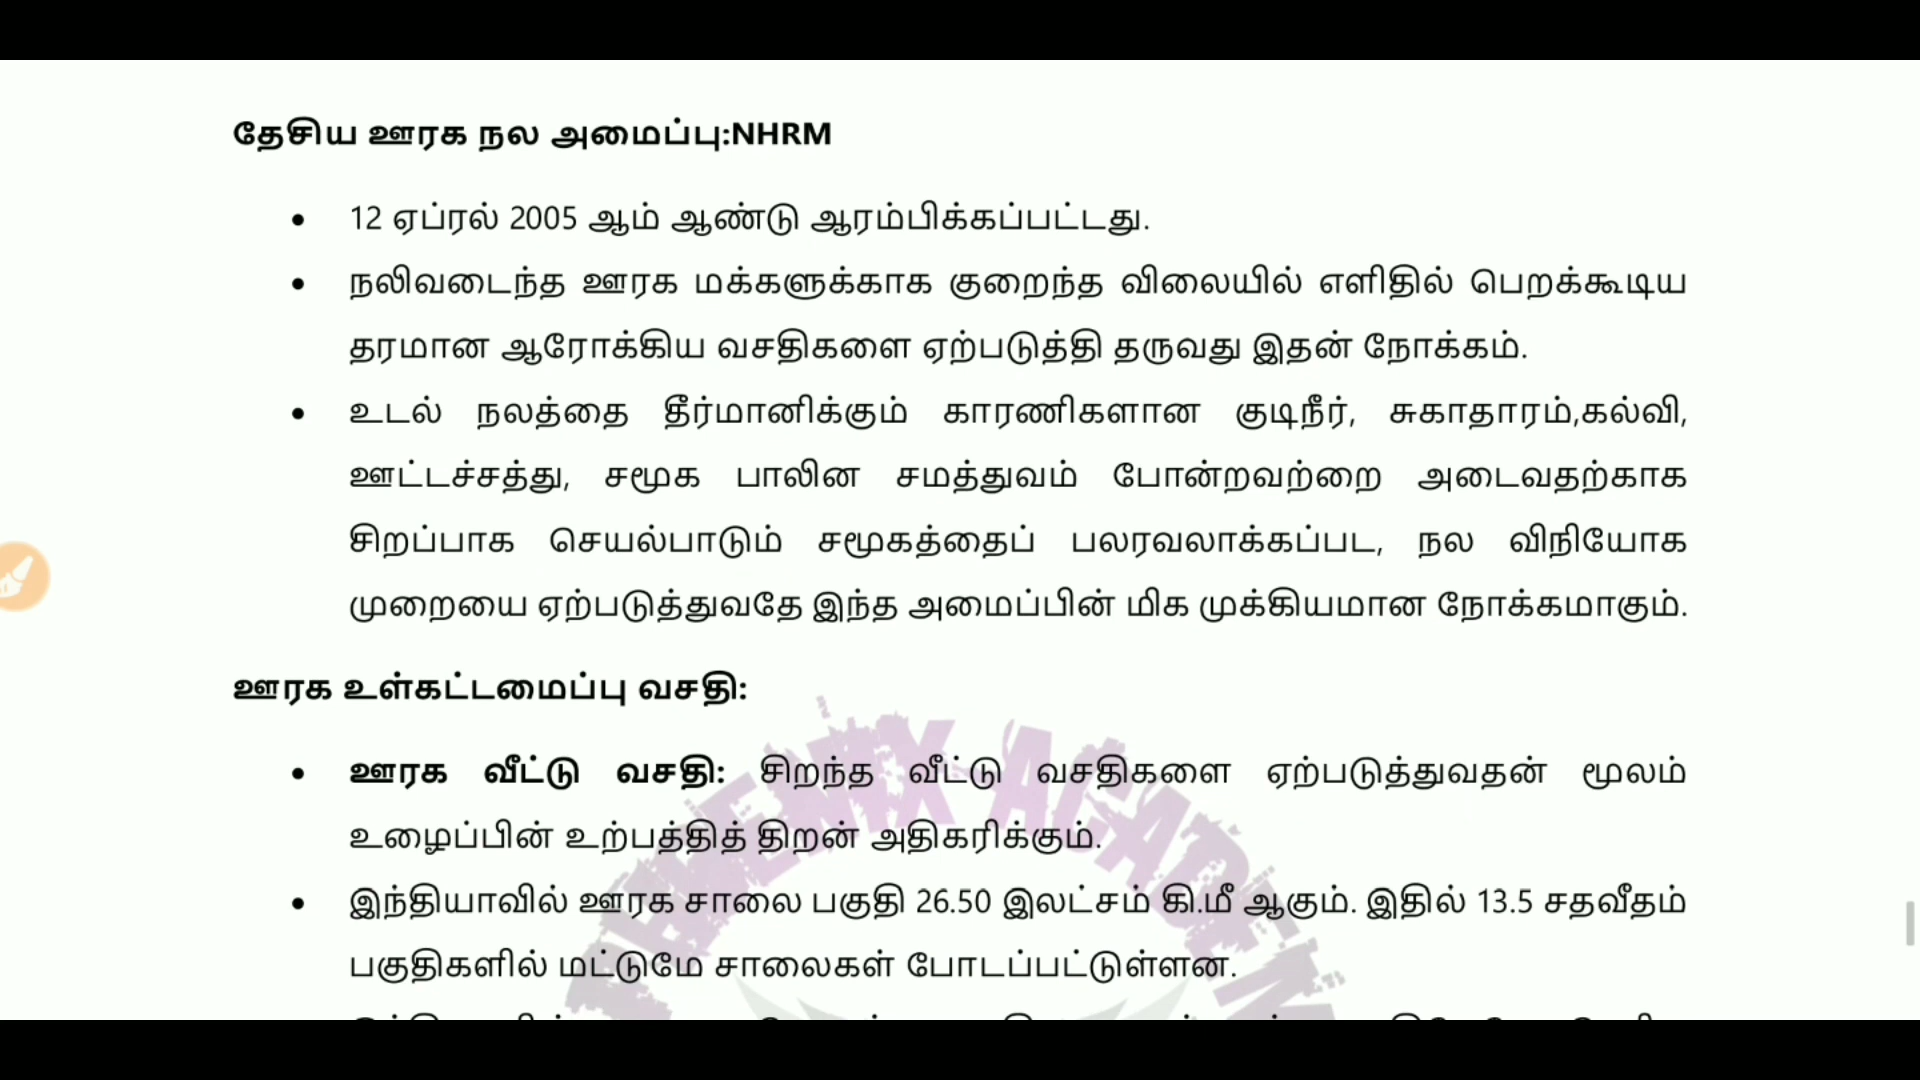 தேசிய ஊரக நல அமைப்பு:NHRM
• 12 ஏப்ரல் 2005 ஆம் ஆண்டு ஆரம்பிக்கப்பட்டது.
• நலிவடைந்த ஊரக மக்களுக்காக குறைந்த விலையில் எளிதில் பெறக்கூடிய
தரமான ஆரோக்கிய வசதிகளை ஏற்படுத்தி தருவது இதன் நோக்கம்.
• உடல் நலத்தை தீர்மானிக்கும் காரணிகளான குடிநீர், சுகாதாரம்,கல்வி,
ஊட்டச்சத்து, சமூக பாலின சமத்துவம் போன்றவற்றை அடைவதற்காக
சிறப்பாக செயல்பாடும் சமூகத்தைப் பலரவலாக்கப்பட, நல விநியோக
முறையை ஏற்படுத்துவதே இந்த அமைப்பின் மிக முக்கியமான நோக்கமாகும்.
ஊரக உள்கட்டமைப்பு வசதி:
• ஊரக வீட்டு வசதி: சிறந்த வீட்டு வசதிகளை ஏற்படுத்துவதன் மூலம்
உழைப்பின் உற்பத்தித் திறன் அதிகரிக்கும்.
• இந்தியாவில் ஊரக சாலை பகுதி 26.50 இலட்சம் கி.மீ ஆகும். இதில் 13.5 சதவீதம்
பகுதிகளில் மட்டுமே சாலைகள் போடப்பட்டுள்ளன.
PHOENIX ACADEM